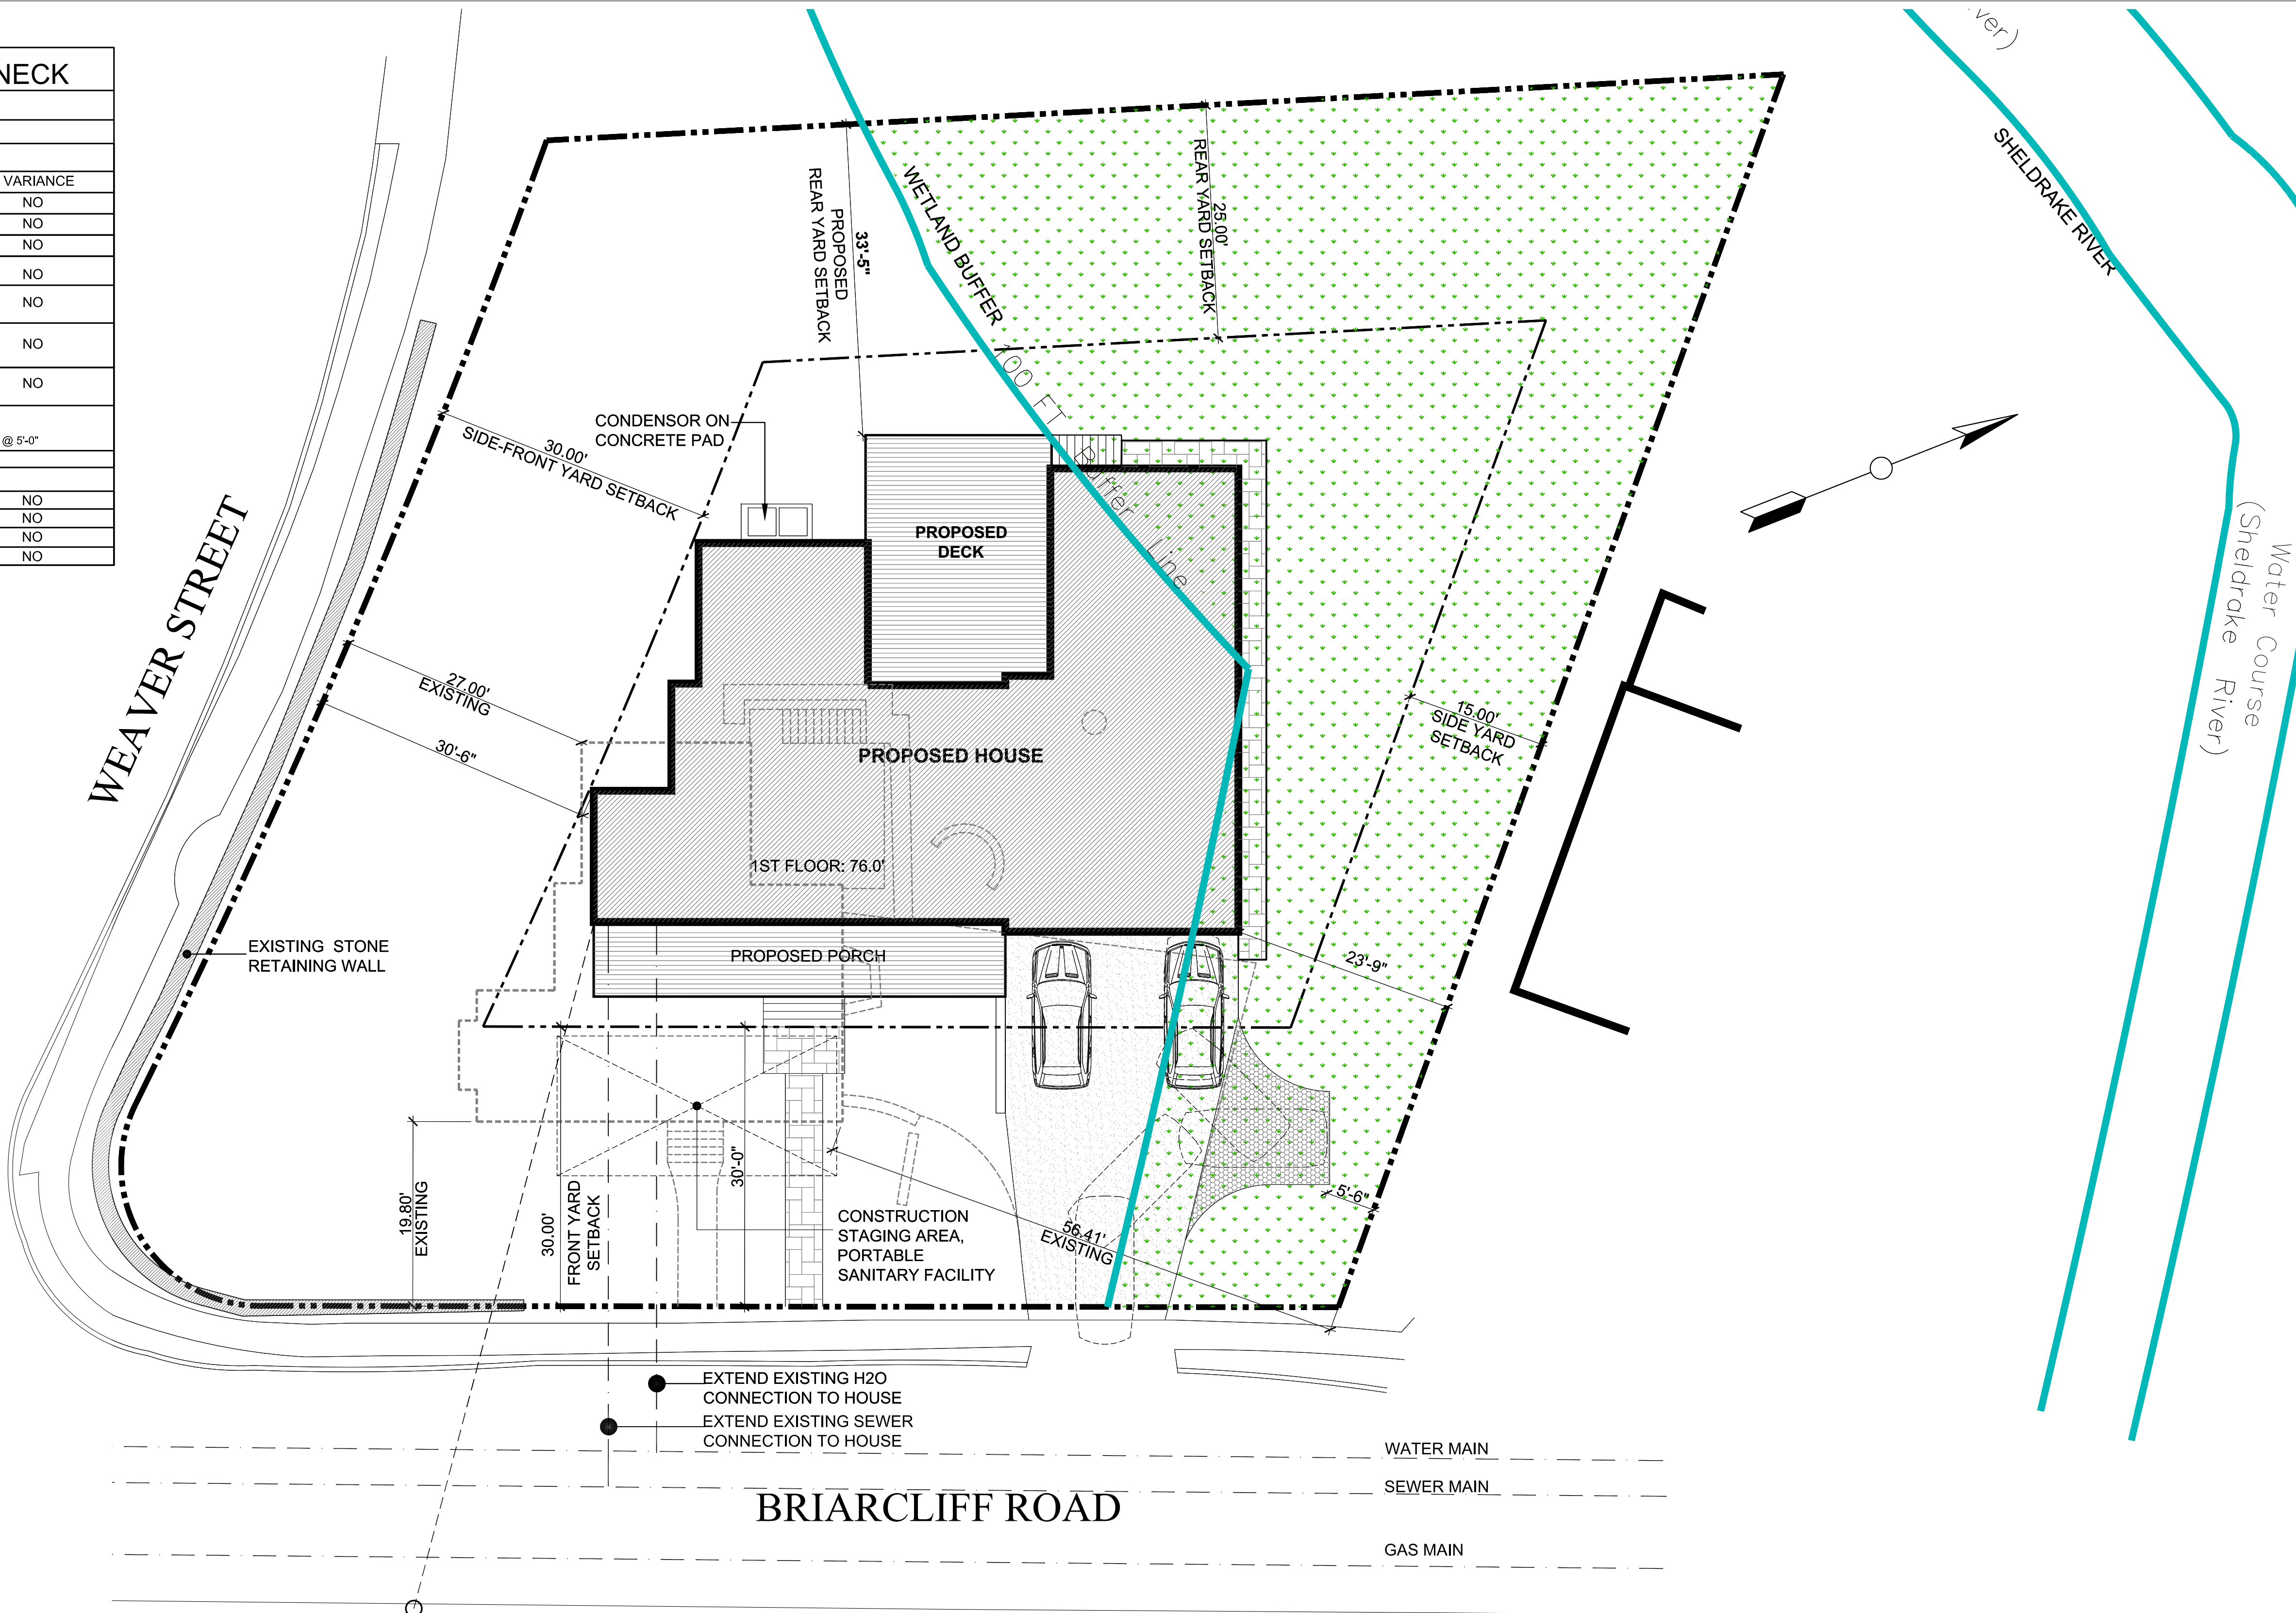 NECK
VARIANCE
NO
NO
NO
NO
NO
NO
NO
@ 5'-0"
NO
NO
NO
NO
WEAVER STREET
ver)
SHELDRAKE RIVER
Water Course
(Sheldrake River)
WETLAND BUFFER
100 FT Buffer Line
33'-5"
PROPOSED
REAR YARD SETBACK
25.00'
REAR YARD SETBACK
30.00'
SIDE-FRONT YARD SETBACK
CONDENSOR ON
CONCRETE PAD
PROPOSED
DECK
27.00'
EXISTING
30'-6"
PROPOSED HOUSE
15.00'
SIDE YARD
SETBACK
1ST FLOOR: 76.0'
EXISTING STONE
RETAINING WALL
PROPOSED PORCH
23'-9"
19.80'
EXISTING
30.00'
FRONT YARD
SETBACK
30'-0"
CONSTRUCTION
STAGING AREA,
PORTABLE
SANITARY FACILITY
56.41'
EXISTING
5'-6"
EXTEND EXISTING H2O
CONNECTION TO HOUSE
EXTEND EXISTING SEWER
CONNECTION TO HOUSE
WATER MAIN
SEWER MAIN
BRIARCLIFF ROAD
GAS MAIN